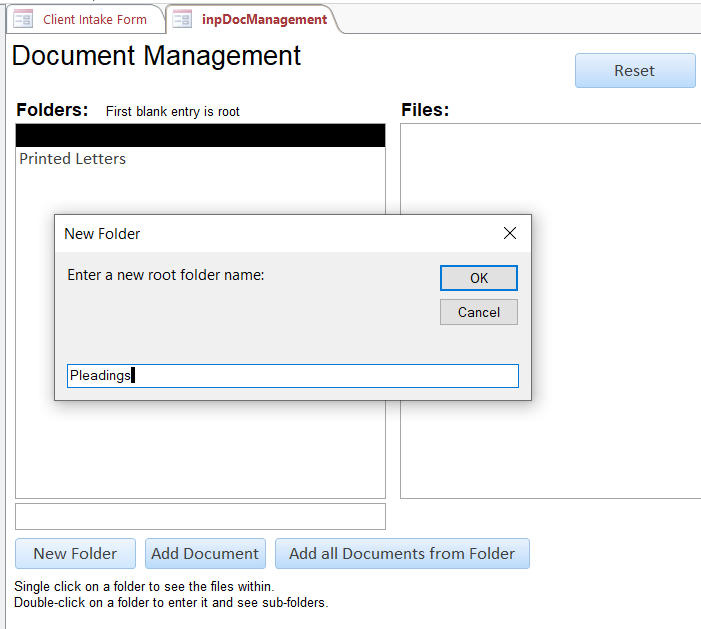 Client Intake Form
inpDocManagement
Document Management
Reset
Folders: First blank entry is root
Files:
Printed Letters
New Folder
Enter a new root folder name:
OK
Cancel
Pleadings
New Folder
Add Document
Add all Documents from Folder
Single click on a folder to see the files within.
Double-click on a folder to enter it and see sub-folders.